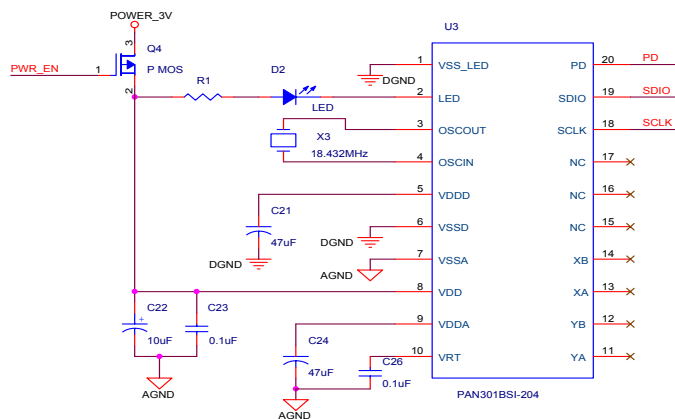 POWER_3V
U3
3
Q4
PWR_EN
1
P MOS
2
R1
D2
LED
1
VSS_LED
PD
20
PD
DGND
2
LED
SDIO
19
SDIO
3
OSCOUT
SCLK
18
SCLK
X3
18.432MHz
4
OSCIN
NC
17
5
VDDD
NC
16
C21
47uF
DGND
6
VSSD
NC
15
DGND
7
VSSA
XB
14
AGND
8
VDD
XA
13
C22
10uF
C23
0.1uF
AGND
9
VDDA
YB
12
C24
47uF
10
VRT
YA
11
C26
0.1uF
AGND
PAN301BSI-204